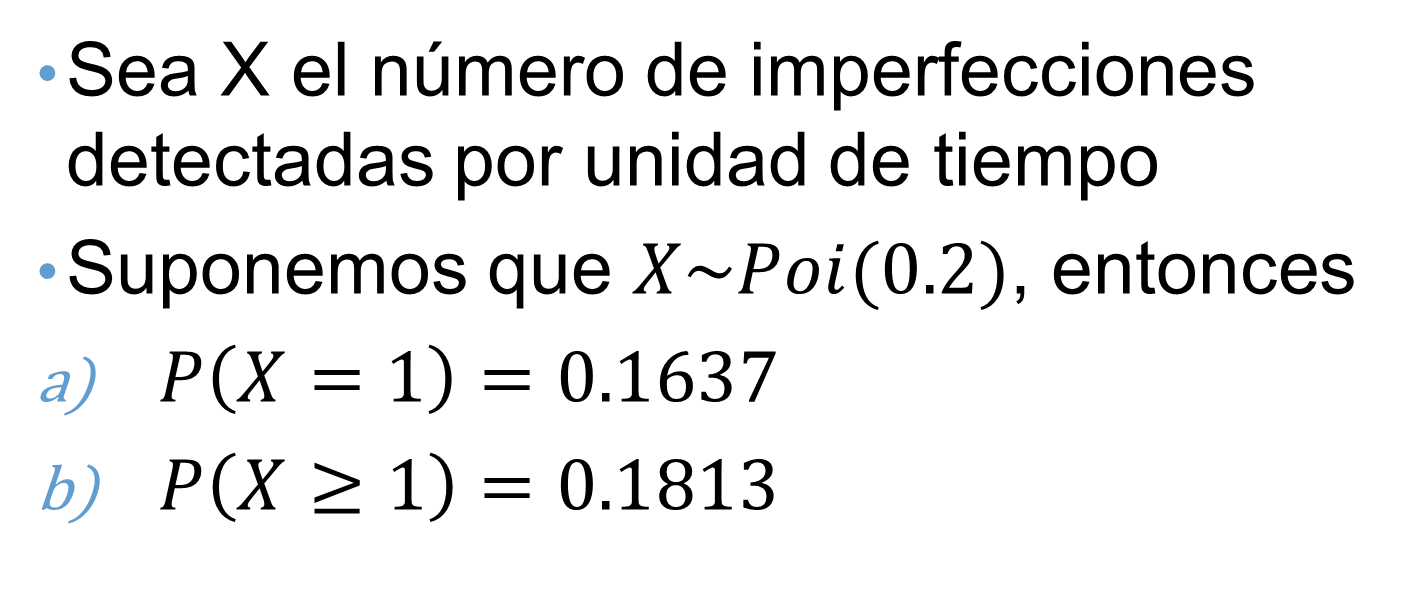 • Sea X el número de imperfecciones
detectadas por unidad de tiempo
• Suponemos que X~Poi(0.2), entonces
a) P(X = 1) = 0.1637
b) P(X ≥ 1) = 0.1813